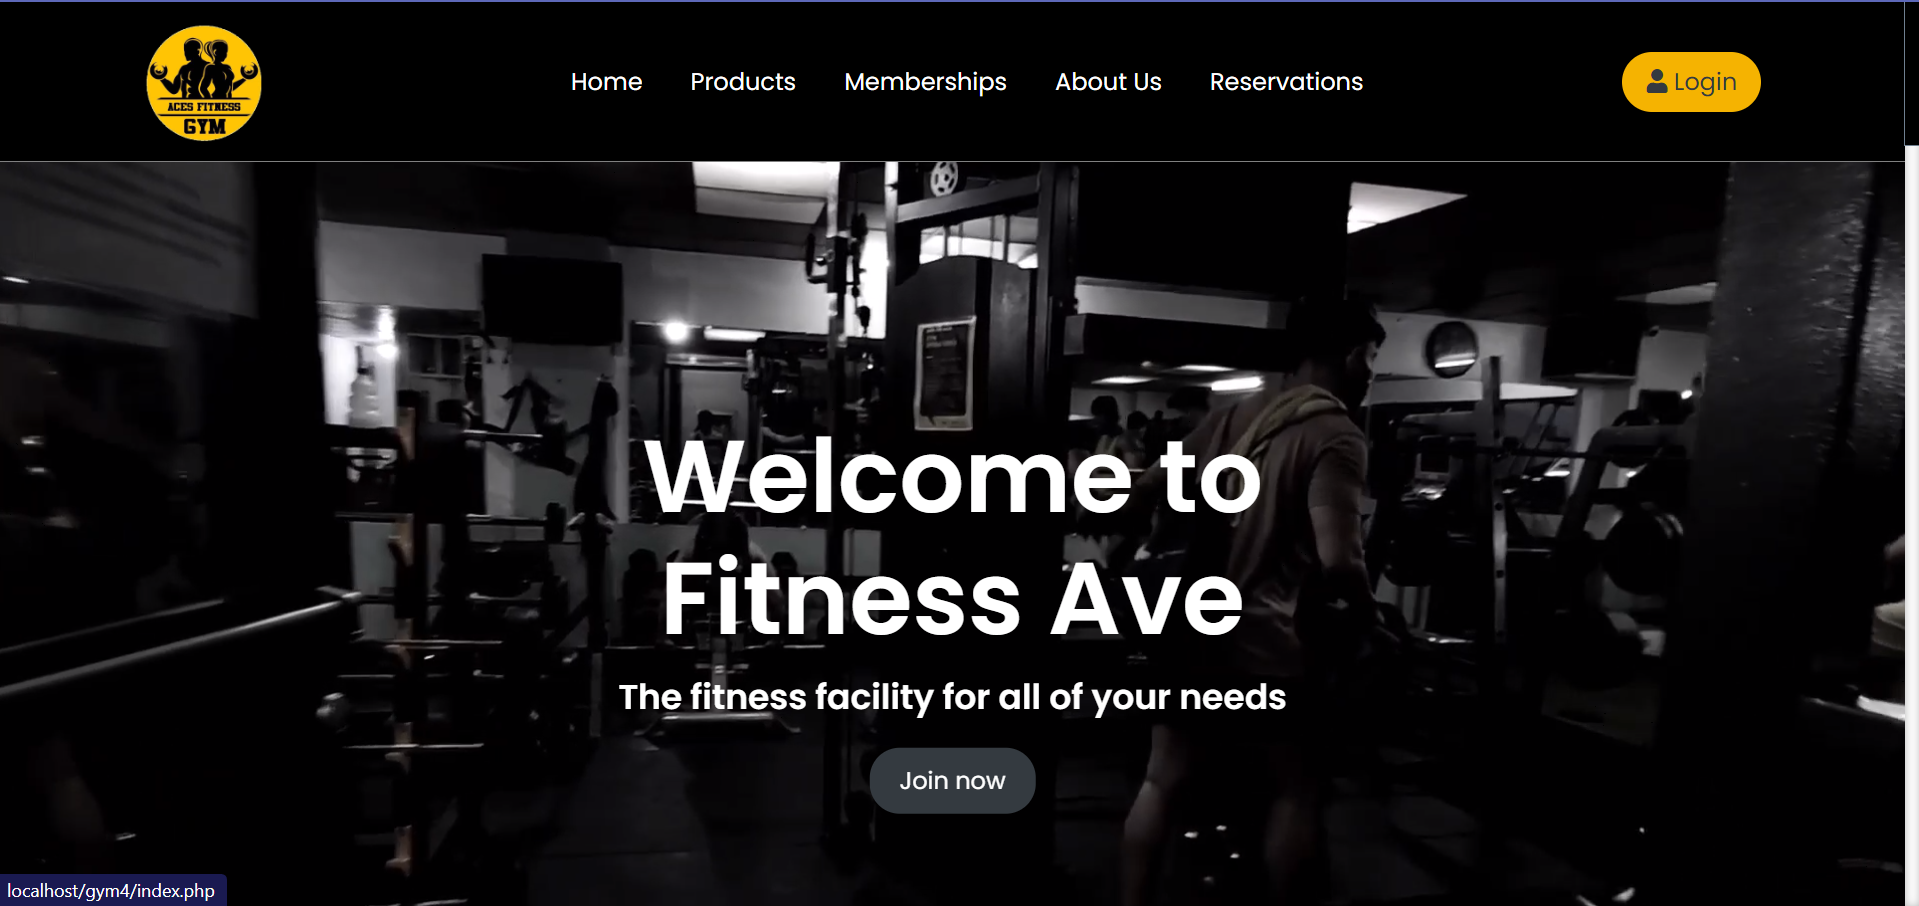 ACES FITNESS
GYM
Home Products Memberships About Us Reservations
Login
Welcome to
Fitness Ave
The fitness facility for all of your needs
Join now
localhost/gym4/index.php